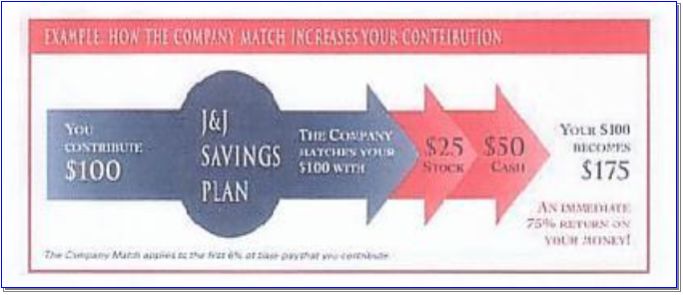 EXAMPLE: HOW THE COMPANY MATCH INCREASES YOUR CONTRIBUTION
YOU
CONTRIBUTE
$100
J&J
SAVINGS
PLAN
THE COMPANY
MATCHES YOUR
$100 WITH
$25
STOCK
$50
CASH
YOUR $100
BECOMES
$175
AN IMMEDIATE
75% RETURN ON
YOUR MONEY!
The Company Match applies to the first 6% of base pay that you contribute.